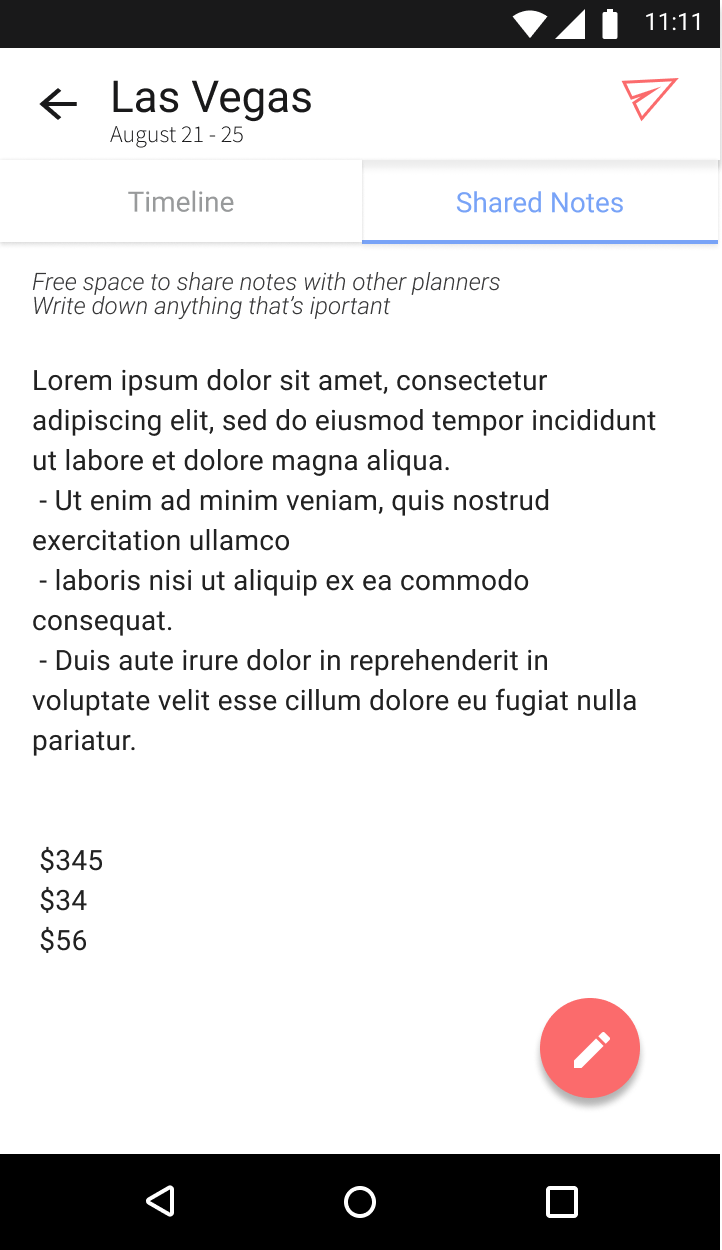 11:11
Las Vegas
August 21 - 25
Timeline
Shared Notes
Free space to share notes with other planners
Write down anything that’s iportant
Lorem ipsum dolor sit amet, consectetur
adipiscing elit, sed do eiusmod tempor incididunt
ut labore et dolore magna aliqua.
- Ut enim ad minim veniam, quis nostrud
exercitation ullamco
- laboris nisi ut aliquip ex ea commodo
consequat.
- Duis aute irure dolor in reprehenderit in
voluptate velit esse cillum dolore eu fugiat nulla
pariatur.
$345
$34
$56